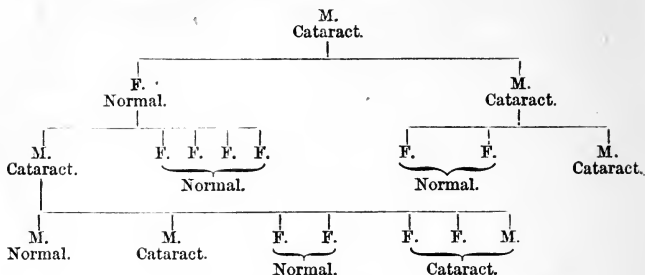 M.
Cataract.
F. M.
Normal. Cataract.
M. F. F. F. F. F. F. M.
Cataract. Normal. Normal. Cataract.
M. M. F. F. F. F. M.
Normal. Cataract. Normal. Cataract.